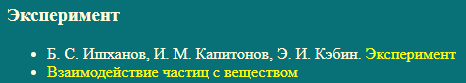 Эксперимент
Б. С. Ишханов, И. М. Капитонов, Э. И. Кэбин. Эксперимент
Взаимодействие частиц с веществом